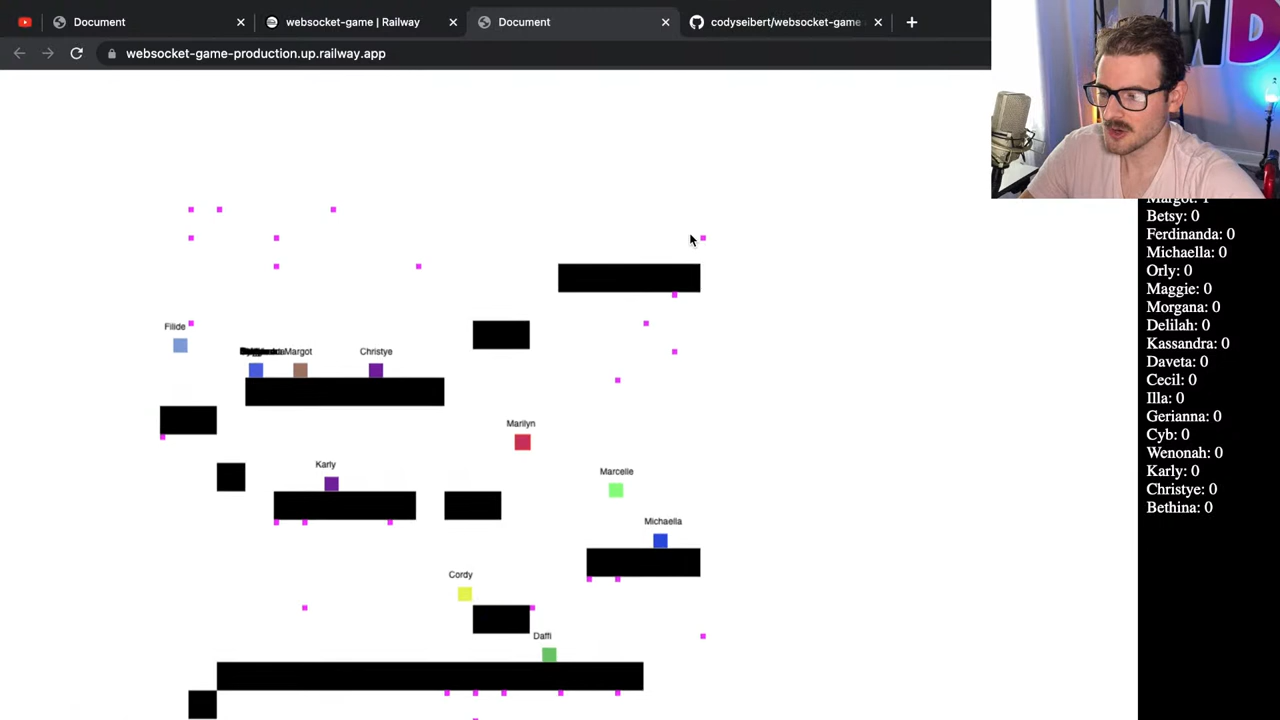 Document
websocket-game | Railway
Document
codyseibert/websocket-game
websocket-game-production.up.railway.app
Margot: 1
Betsy: 0
Ferdinanda: 0
Michaella: 0
Orly: 0
Maggie: 0
Morgana: 0
Delilah: 0
Kassandra: 0
Daveta: 0
Cecil: 0
Illa: 0
Gerianna: 0
Cyb: 0
Wenonah: 0
Karly: 0
Christye: 0
Bethina: 0
Filide
Margot
Christye
Marilyn
Karly
Marcelle
Michaella
Cordy
Daffi